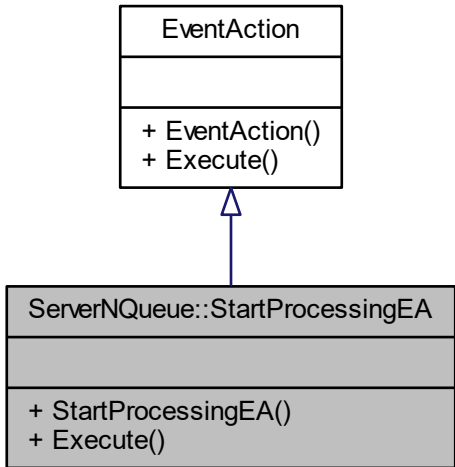 EventAction
+ EventAction()
+ Execute()
ServerNQueue::StartProcessingEA
+ StartProcessingEA()
+ Execute()